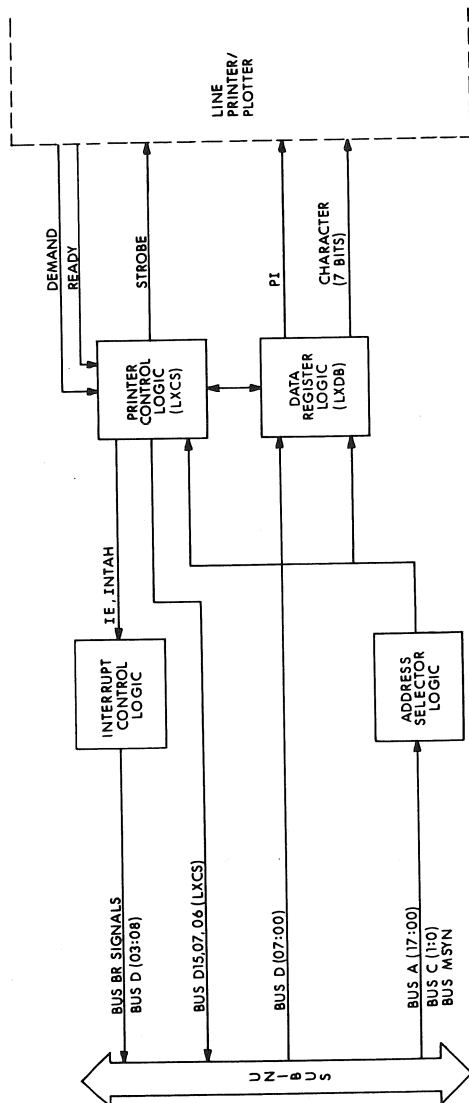 DEMAND
READY
STROBE
PI
CHARACTER
(7 BITS)
LINE
PRINTER/
PLOTTER
PRINTER
CONTROL
LOGIC
(LXCS)
DATA
REGISTER
LOGIC
(LXDB)
IE, INTAH
INTERRUPT
CONTROL
LOGIC
ADDRESS
SELECTOR
LOGIC
BUS BR SIGNALS
BUS D (03:08)
BUS D15,07,06 (LXCS)
BUS D (07:00)
BUS A (17:00)
BUS C (1:0)
BUS MSYN
UNIBUS